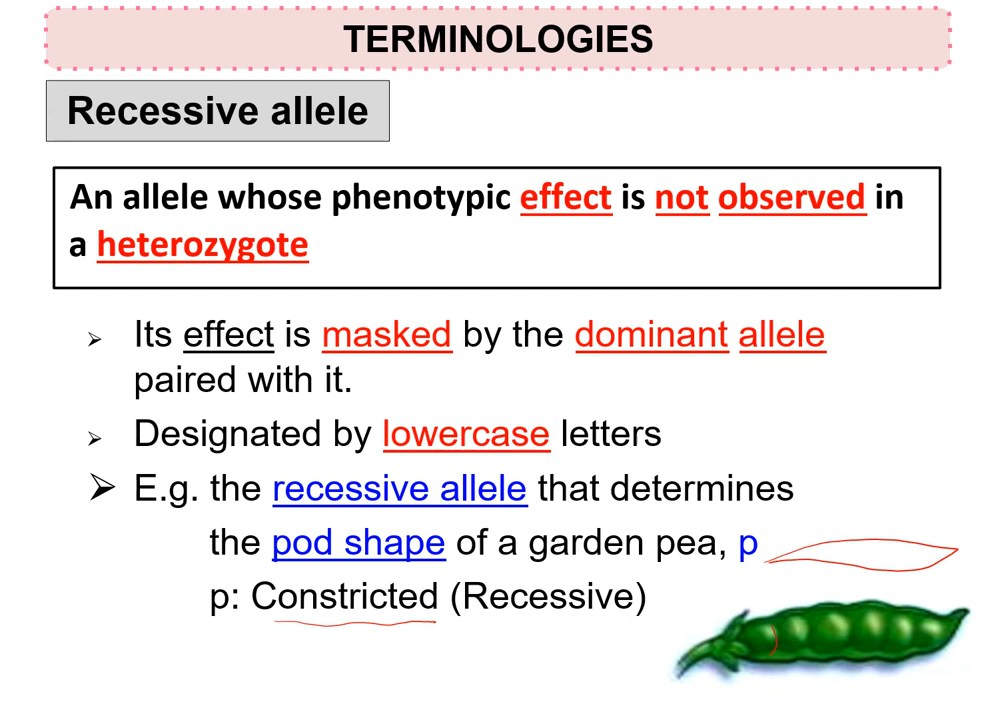 TERMINOLOGIES
Recessive allele
An allele whose phenotypic effect is not observed in
a heterozygote
➢ Its effect is masked by the dominant allele
paired with it.
➢ Designated by lowercase letters
➢ E.g. the recessive allele that determines
the pod shape of a garden pea, p
p: Constricted (Recessive)